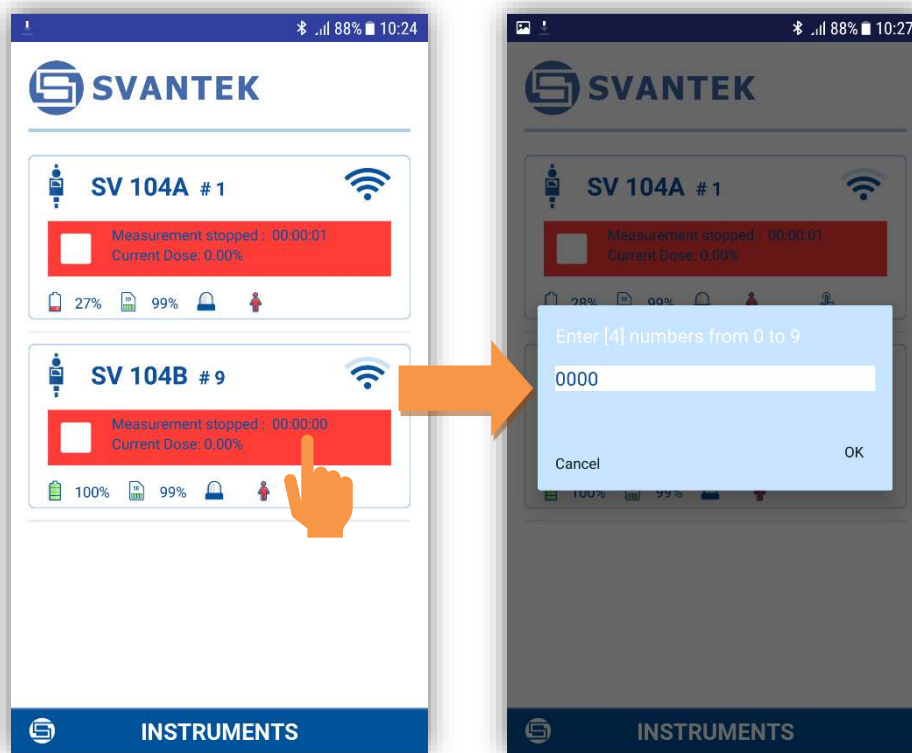 88% 10:24
SVANTEK
SV 104A # 1
Measurement stopped : 00:00:01
Current Dose: 0.00%
27% 99%
SV 104B # 9
Measurement stopped : 00:00:00
Current Dose: 0.00%
100% 99%
INSTRUMENTS
88% 10:27
SVANTEK
SV 104A # 1
Measurement stopped : 00:00:01
Current Dose: 0.00%
28% 99%
Enter [4] numbers from 0 to 9
0000
Cancel OK
100% 99%
INSTRUMENTS